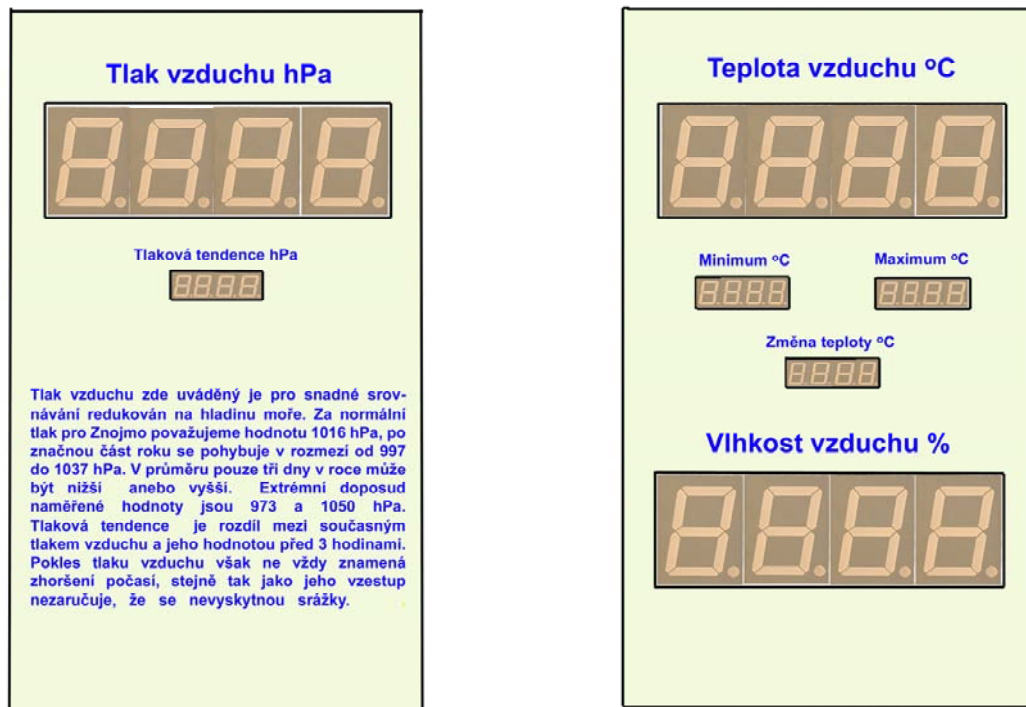 Tlak vzduchu hPa
Tlaková tendence hPa
Tlak vzduchu zde uváděný je pro snadné srov-
návání redukován na hladinu moře. Za normální
tlak pro Znojmo považujeme hodnotu 1016 hPa, po
značnou část roku se pohybuje v rozmezí od 997
do 1037 hPa. V průměru pouze tři dny v roce může
být nižší anebo vyšší. Extrémní doposud
naměřené hodnoty jsou 973 a 1050 hPa.
Tlaková tendence je rozdíl mezi současným
tlakem vzduchu a jeho hodnotou před 3 hodinami.
Pokles tlaku vzduchu však ne vždy znamená
zhoršení počasí, stejně tak jako jeho vzestup
nezaručuje, že se nevyskytnou srážky.
Teplota vzduchu °C
Minimum °C
Maximum °C
Změna teploty °C
Vlhkost vzduchu %